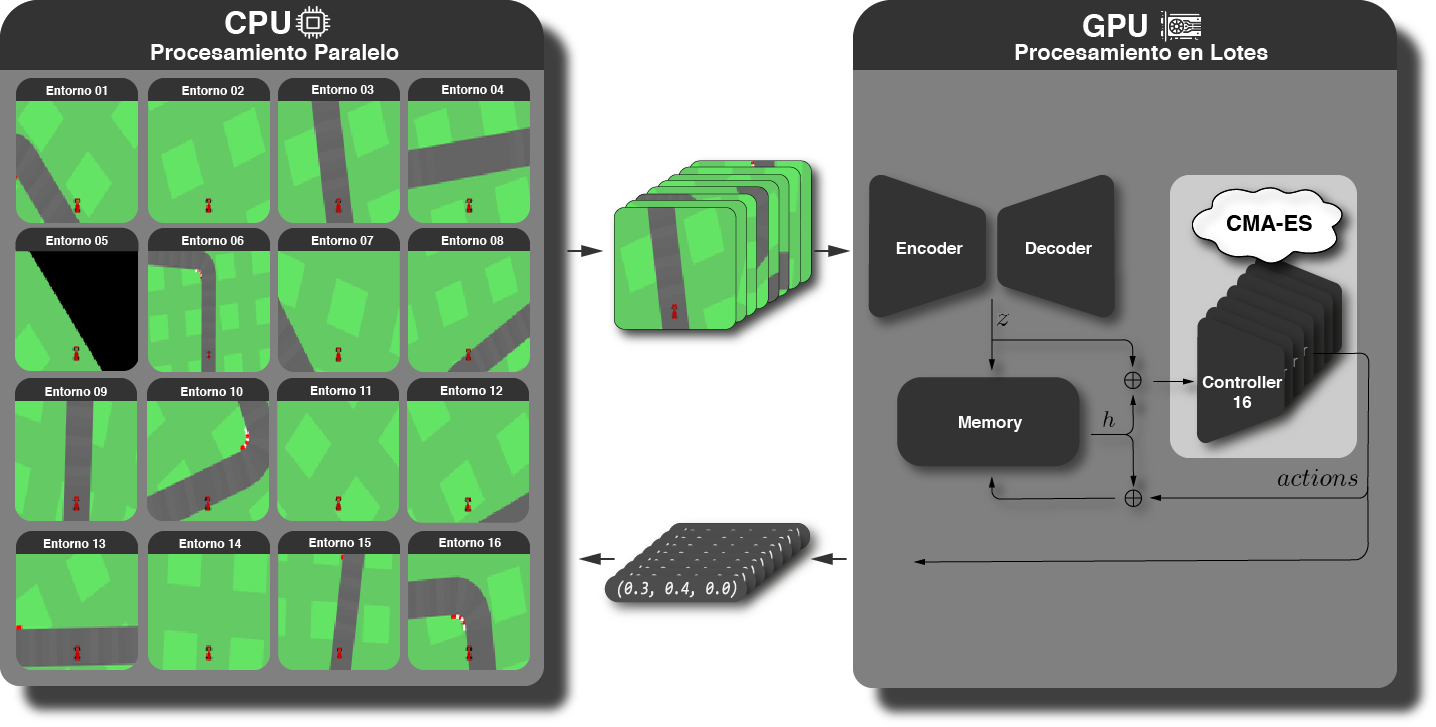 CPU
Procesamiento Paralelo
Entorno 01
Entorno 02
Entorno 03
Entorno 04
Entorno 05
Entorno 06
Entorno 07
Entorno 08
Entorno 09
Entorno 10
Entorno 11
Entorno 12
Entorno 13
Entorno 14
Entorno 15
Entorno 16
(0.3, 0.4, 0.0)
GPU
Procesamiento en Lotes
Encoder
Decoder
CMA-ES
z
Memory
h
Controller
16
actions